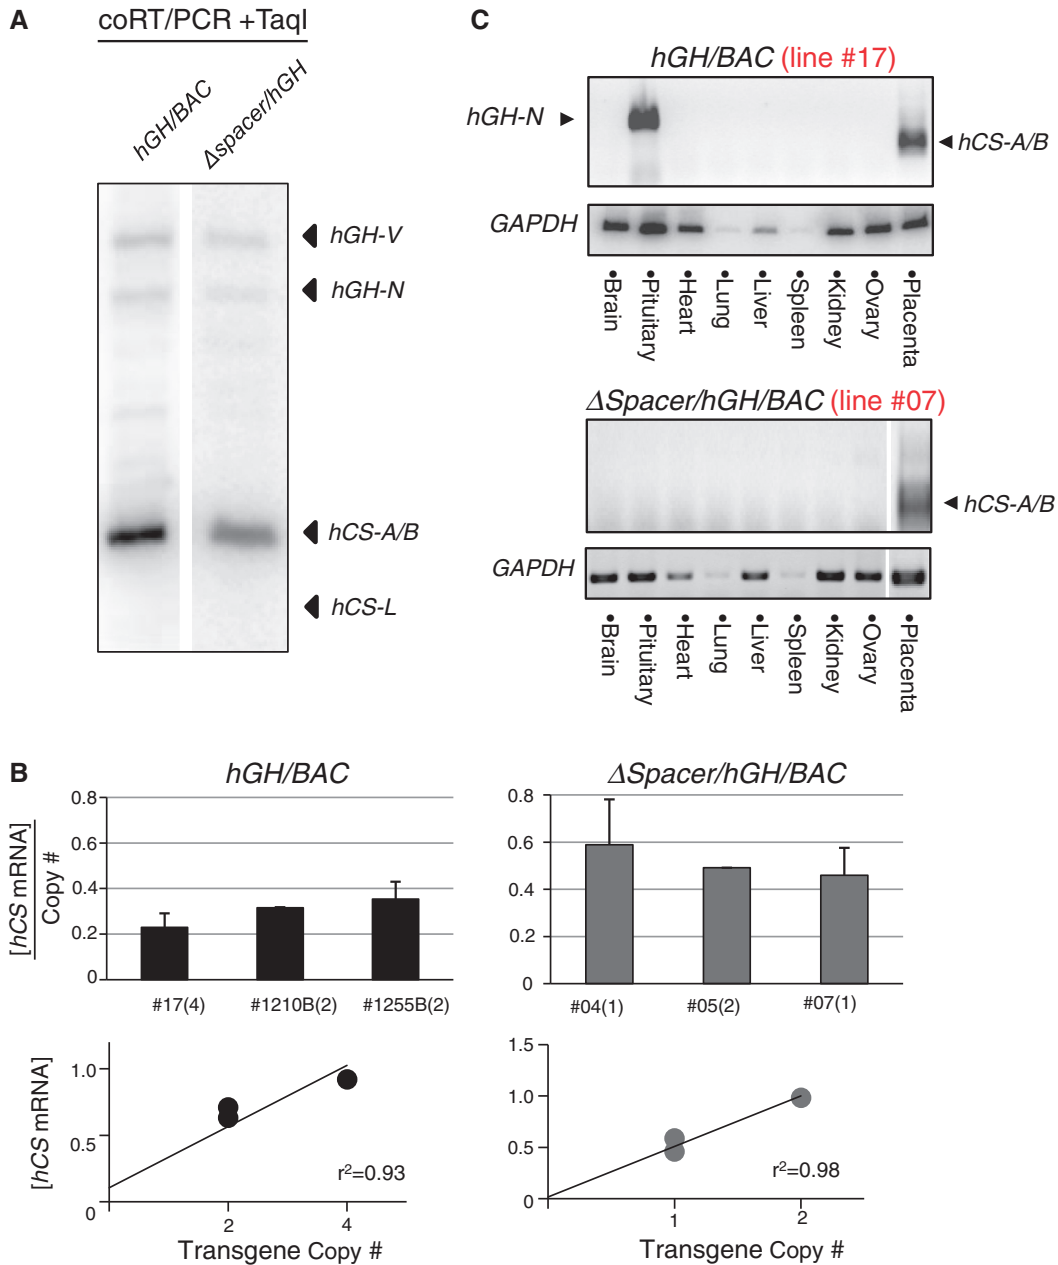 A
coRT/PCR +TaqI
hGH/BAC
Δspacer/hGH
hGH-V
hGH-N
hCS-A/B
hCS-L
C
hGH/BAC (line #17)
hGH-N
hCS-A/B
GAPDH
•Brain
•Pituitary
•Heart
•Lung
•Liver
•Spleen
•Kidney
•Ovary
•Placenta
ΔSpacer/hGH/BAC (line #07)
hCS-A/B
GAPDH
•Brain
•Pituitary
•Heart
•Lung
•Liver
•Spleen
•Kidney
•Ovary
•Placenta
B
hGH/BAC
[hCS mRNA]
Copy #
0.8
0.6
0.4
0.2
0
#17(4)
#1210B(2)
#1255B(2)
ΔSpacer/hGH/BAC
0.8
0.6
0.4
0.2
0
#04(1)
#05(2)
#07(1)
[hCS mRNA]
1.0
0.5
0
r²=0.93
2
4
Transgene Copy #
1.5
1.0
0.5
0
r²=0.98
1
2
Transgene Copy #